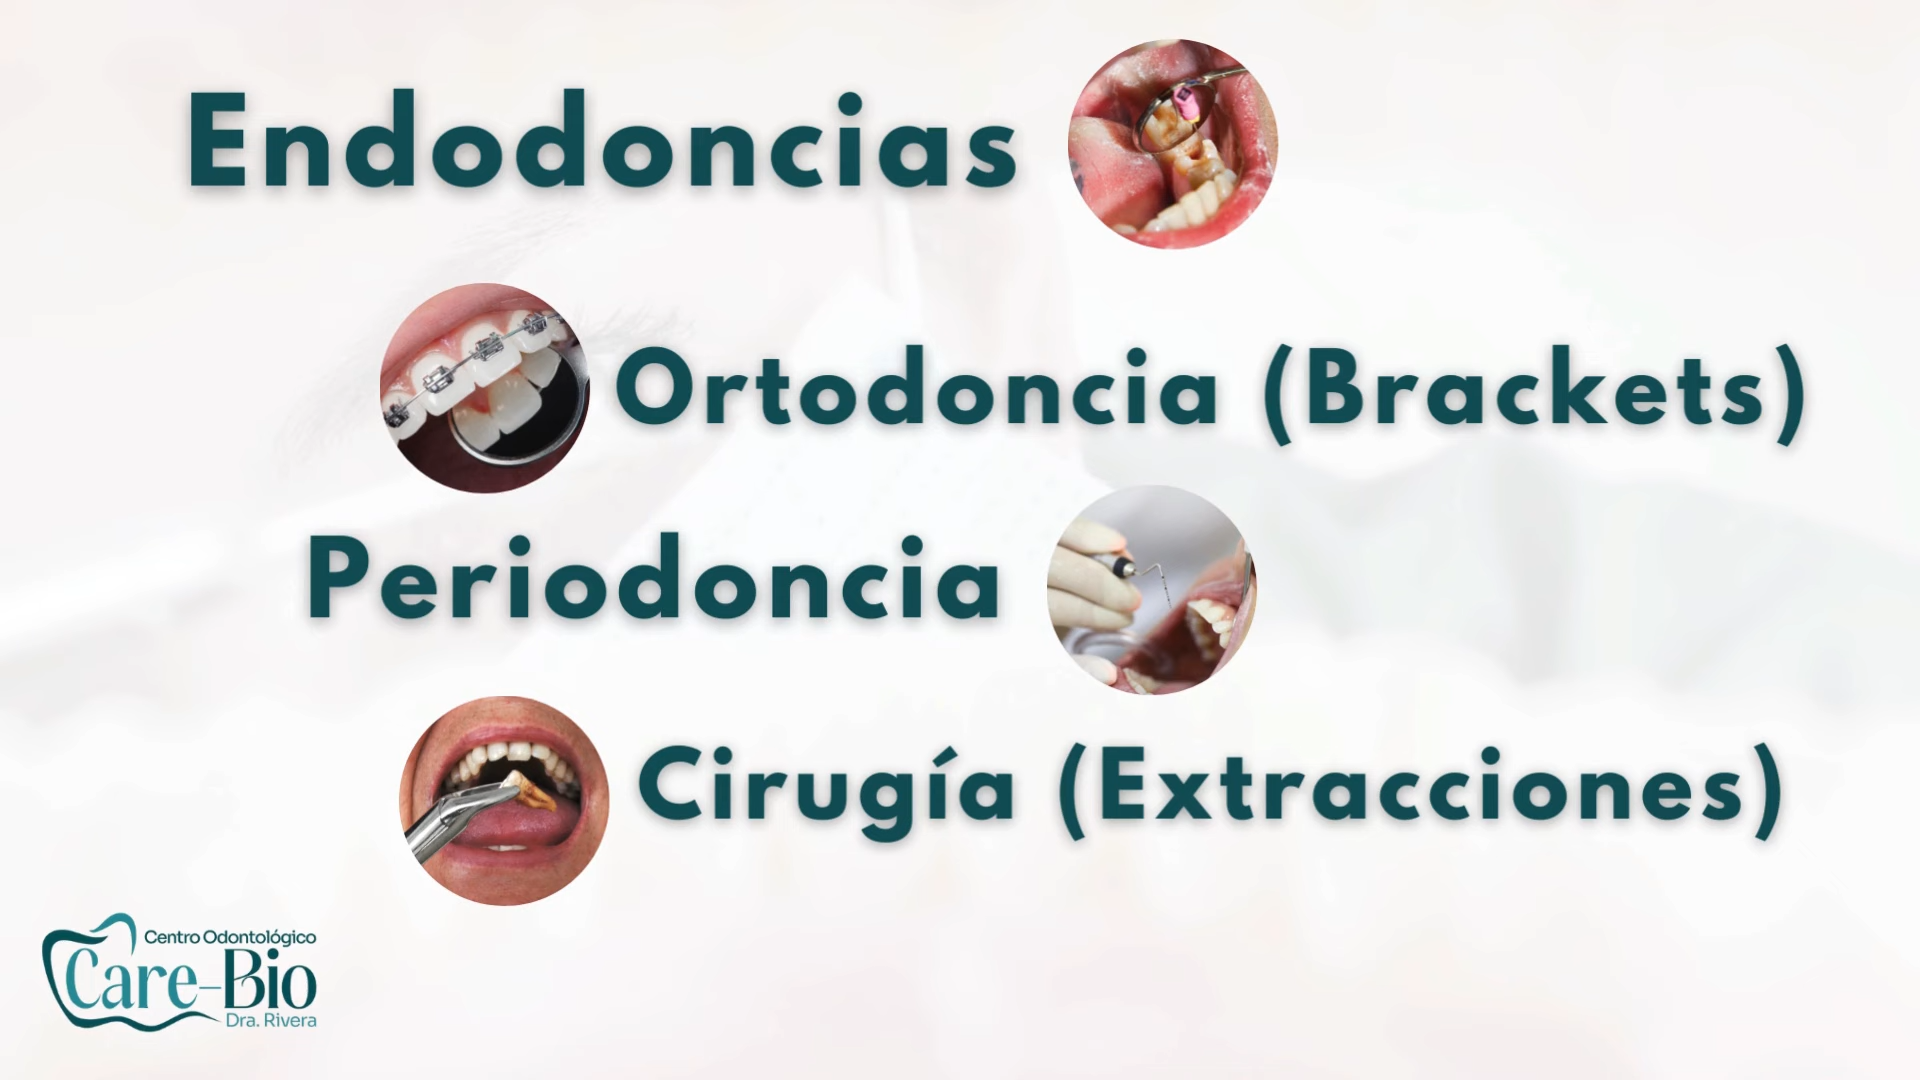 Endodoncias
Ortodoncia (Brackets)
Periodoncia
Cirugía (Extracciones)
Centro Odontológico
Care-Bio
Dra. Rivera